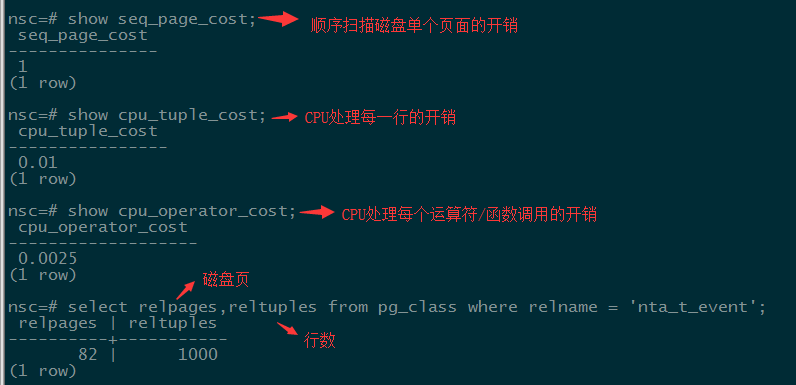 nsc=# show seq_page_cost; 顺序扫描磁盘单个页面的开销
seq_page_cost
---------------
1
(1 row)
nsc=# show cpu_tuple_cost; CPU处理每一行的开销
cpu_tuple_cost
----------------
0.01
(1 row)
nsc=# show cpu_operator_cost; CPU处理每个运算符/函数调用的开销
cpu_operator_cost
-------------------
0.0025
(1 row)
磁盘页
nsc=# select relpages,reltuples from pg_class where relname = 'nta_t_event';
relpages | reltuples
行数
----------+-----------
82 | 1000
(1 row)